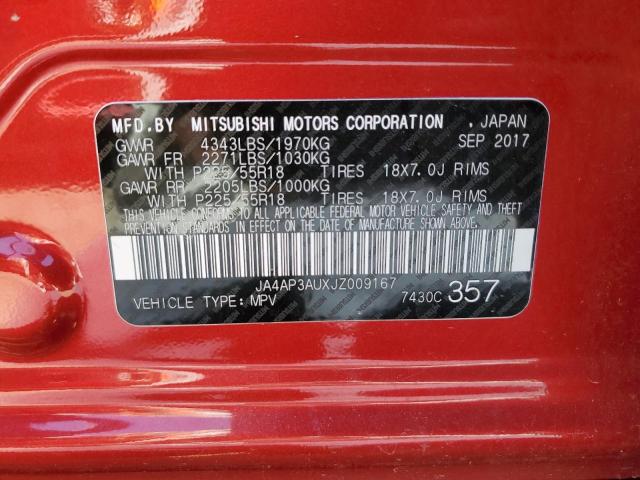 MFD.BY MITSUBISHI MOTORS CORPORATION . JAPAN
GVWR 4343LBS/1970KG SEP 2017
GAWR FR 2271LBS/1030KG
WITH P225/55R18 TIRES 18X7.0J RIMS
GAWR RR 2205LBS/1000KG
WITH P225/55R18 TIRES 18X7.0J RIMS
THIS VEHICLE CONFORMS TO ALL APPLICABLE FEDERAL MOTOR VEHICLE SAFETY AND THEFT
PREVENTION STANDARDS IN EFFECT ON THE DATE OF MANUFACTURE SHOWN ABOVE.
JA4AP3AUXJZ009167
VEHICLE TYPE: MPV 7430C 357